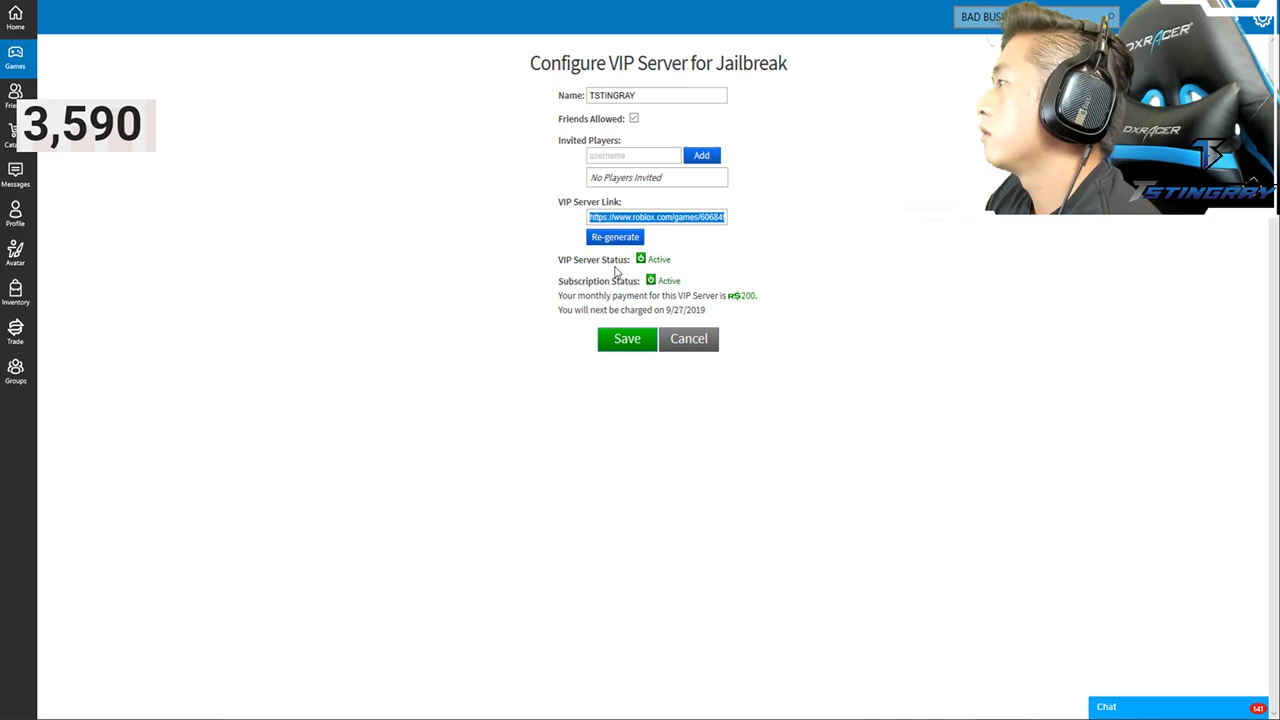 BAD BUS
Home
Configure VIP Server for Jailbreak
Games
Name: TSTINGRAY
Friends Allowed:
3,590
Invited Players:
username Add
No Players Invited
Messages
VIP Server Link:
https://www.roblox.com/games/60684
Profile
Re-generate
VIP Server Status: Active
Avatar
Subscription Status: Active
Your monthly payment for this VIP Server is R$200.
You will next be charged on 9/27/2019
Inventory
Save Cancel
Trade
Groups
DXRACER
DXRACER
TSTINGRAY
Chat 141